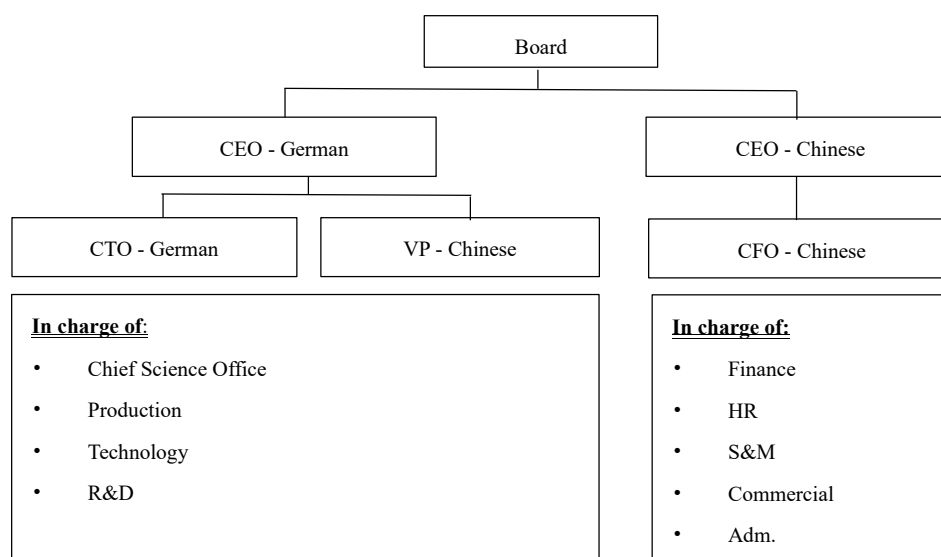 Board
CEO - German
CEO - Chinese
CTO - German
VP - Chinese
CFO - Chinese
In charge of:
• Chief Science Office
• Production
• Technology
• R&D
In charge of:
• Finance
• HR
• S&M
• Commercial
• Adm.